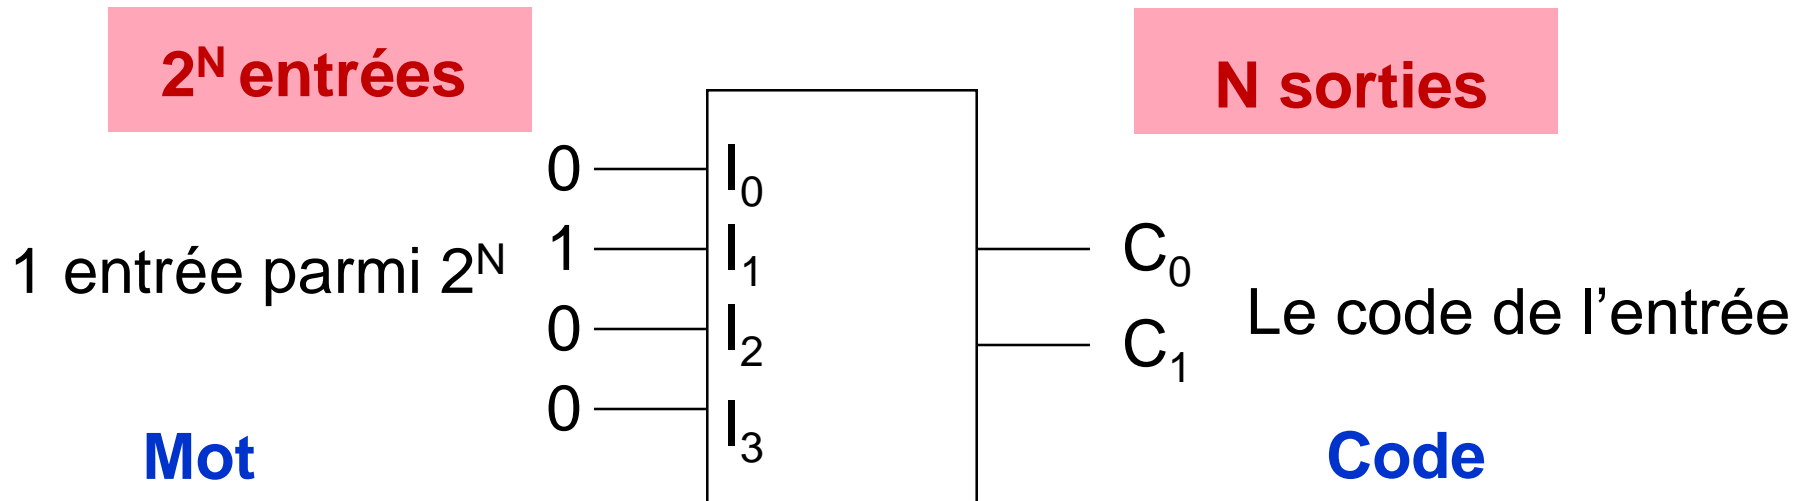 2ᴺ entrées
N sorties
0 I₀
1 entrée parmi 2ᴺ
1 I₁
C₀
0 I₂
C₁
Le code de l’entrée
0 I₃
Mot
Code